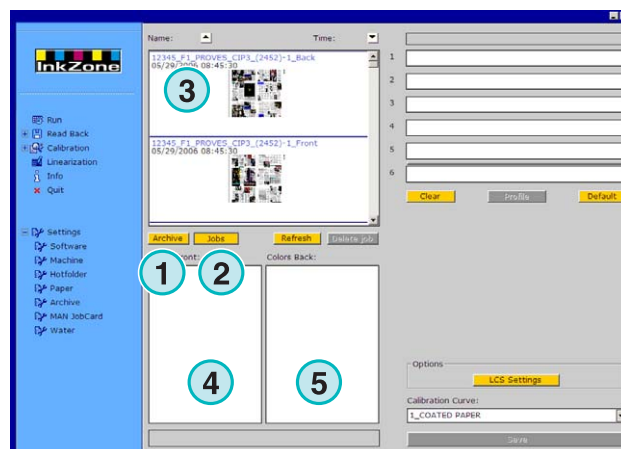 InkZone
Run
Read Back
Calibration
Linearization
Info
Quit
Settings
Software
Machine
Hotfolder
Paper
Archive
MAN JobCard
Water
Name:
Time:
12345_F1_PROVES_CIP3_(2452)-1_Back
05/29/2006 08:45:30
3
12345_F1_PROVES_CIP3_(2452)-1_Front
05/29/2006 08:45:30
Archive
Jobs
Refresh
Delete job
1
2
ront:
Colors Back:
4
5
1
2
3
4
5
6
Clear
Profile
Default
Options
LCS Settings
Calibration Curve:
1_COATED PAPER
Save